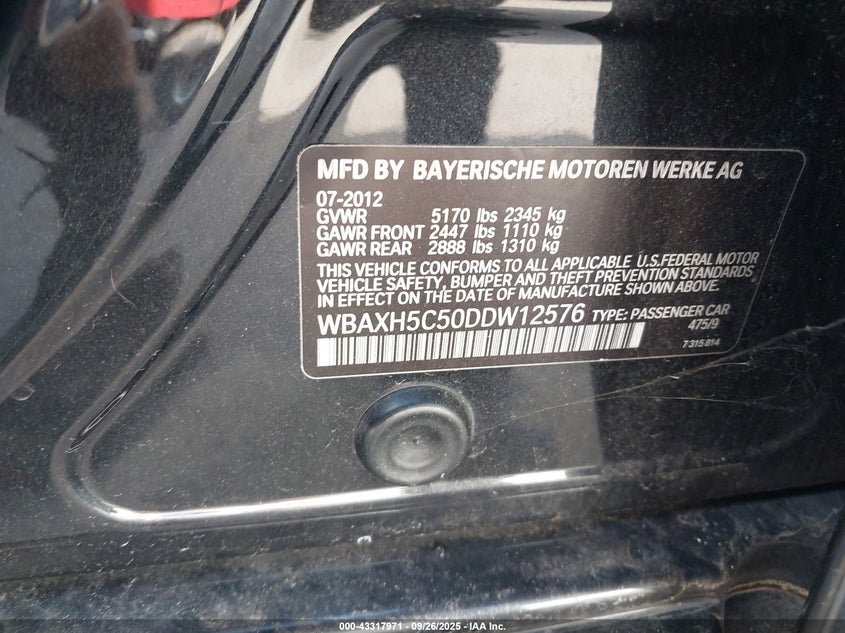 MFD BY BAYERISCHE MOTOREN WERKE AG
07-2012
GVWR 5170 lbs 2345 kg
GAWR FRONT 2447 lbs 1110 kg
GAWR REAR 2888 lbs 1310 kg
THIS VEHICLE CONFORMS TO ALL APPLICABLE U.S.FEDERAL MOTOR
VEHICLE SAFETY, BUMPER AND THEFT PREVENTION STANDARDS
IN EFFECT ON THE DATE OF MANUFACTURE SHOWN ABOVE.
WBAXH5C50DDW12576 TYPE: PASSENGER CAR
475/9
7315814
000-43317971 - 09/26/2025 - IAA Inc.